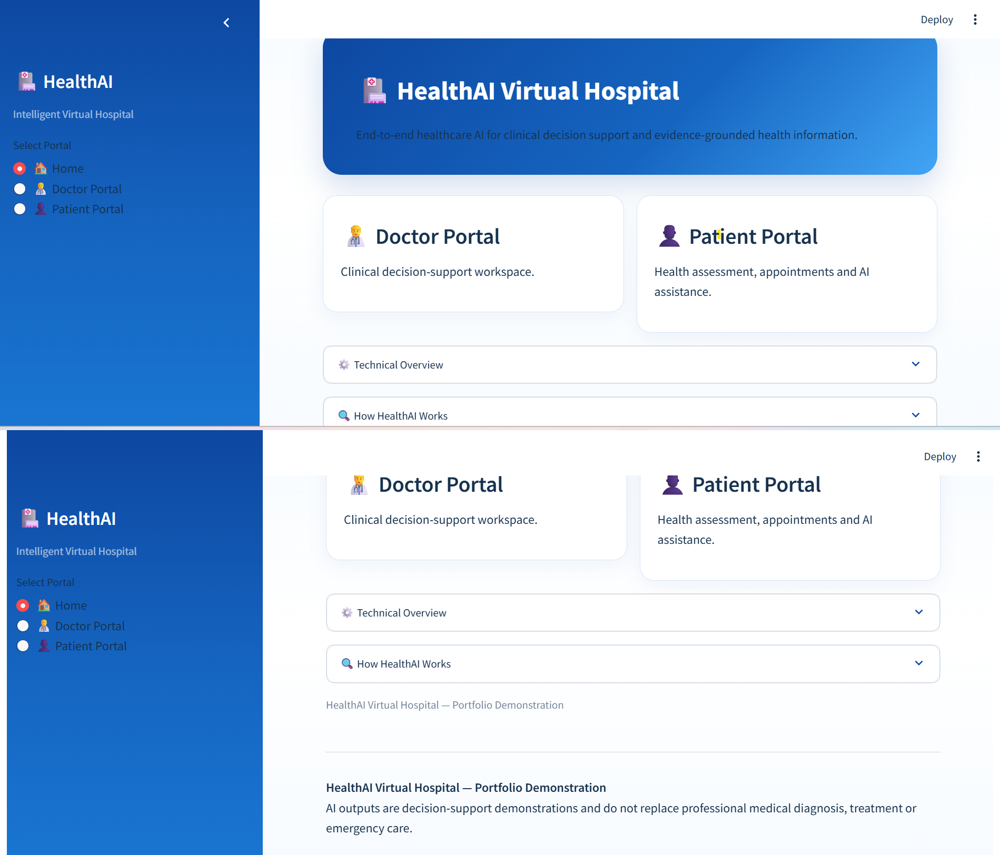 Deploy
HealthAI
Intelligent Virtual Hospital
Select Portal
Home
Doctor Portal
Patient Portal
HealthAI Virtual Hospital
End-to-end healthcare AI for clinical decision support and evidence-grounded health information.
Doctor Portal
Clinical decision-support workspace.
Patient Portal
Health assessment, appointments and AI
assistance.
Technical Overview
How HealthAI Works
Deploy
HealthAI
Intelligent Virtual Hospital
Select Portal
Home
Doctor Portal
Patient Portal
Doctor Portal
Clinical decision-support workspace.
Patient Portal
Health assessment, appointments and AI
assistance.
Technical Overview
How HealthAI Works
HealthAI Virtual Hospital — Portfolio Demonstration
HealthAI Virtual Hospital — Portfolio Demonstration
AI outputs are decision-support demonstrations and do not replace professional medical diagnosis, treatment or
emergency care.